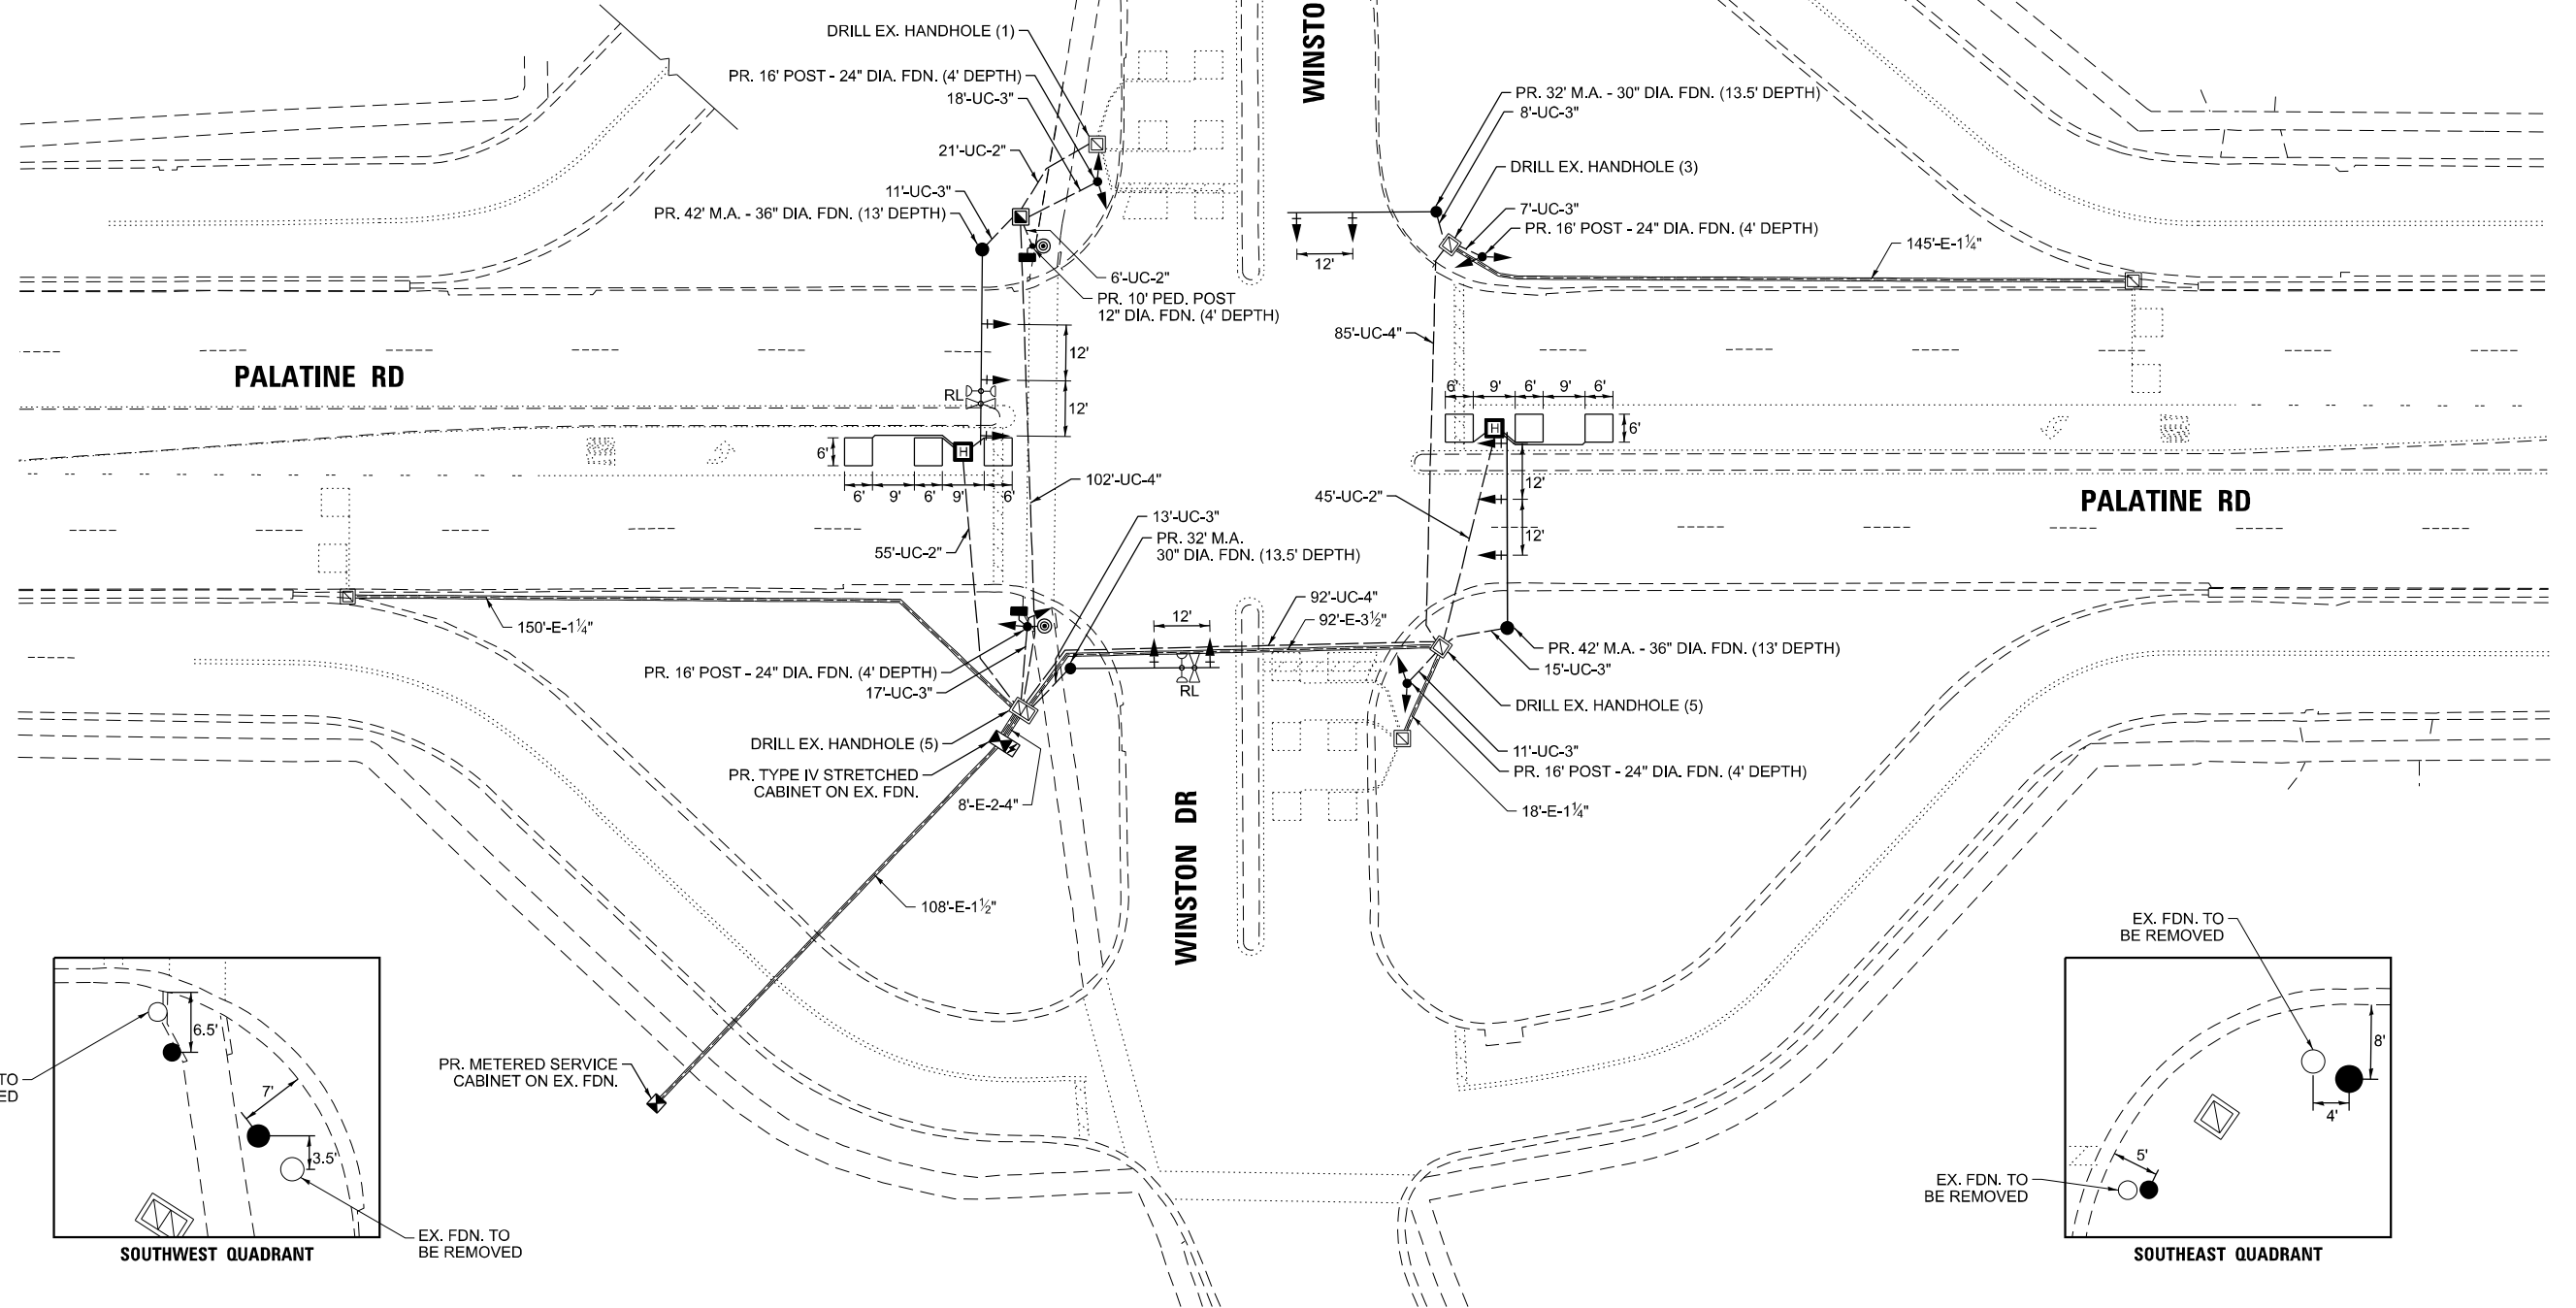 DRILL EX. HANDHOLE (1)
PR. 16' POST - 24" DIA. FDN. (4' DEPTH)
18'-UC-3"
21'-UC-2"
11'-UC-3"
PR. 42' M.A. - 36" DIA. FDN. (13' DEPTH)
6'-UC-2"
PR. 10' PED. POST
12" DIA. FDN. (4' DEPTH)
WINSTO
PR. 32' M.A. - 30" DIA. FDN. (13.5' DEPTH)
8'-UC-3"
DRILL EX. HANDHOLE (3)
7'-UC-3"
PR. 16' POST - 24" DIA. FDN. (4' DEPTH)
145'-E-1¼"
12'
85'-UC-4"
12'
12'
PALATINE RD
RL
H
6'
6' 9' 6' 9' 6'
6' 9' 6' 9' 6'
H
6'
12'
12'
PALATINE RD
102'-UC-4"
45'-UC-2"
55'-UC-2"
13'-UC-3"
PR. 32' M.A.
30" DIA. FDN. (13.5' DEPTH)
92'-UC-4"
92'-E-3½"
12'
RL
150'-E-1¼"
PR. 16' POST - 24" DIA. FDN. (4' DEPTH)
17'-UC-3"
DRILL EX. HANDHOLE (5)
PR. TYPE IV STRETCHED
CABINET ON EX. FDN.
8'-E-2-4"
PR. 42' M.A. - 36" DIA. FDN. (13' DEPTH)
15'-UC-3"
DRILL EX. HANDHOLE (5)
11'-UC-3"
PR. 16' POST - 24" DIA. FDN. (4' DEPTH)
18'-E-1¼"
WINSTON DR
108'-E-1½"
PR. METERED SERVICE
CABINET ON EX. FDN.
TO
ED
6.5'
7'
3.5'
EX. FDN. TO
BE REMOVED
SOUTHWEST QUADRANT
EX. FDN. TO
BE REMOVED
8'
4'
5'
EX. FDN. TO
BE REMOVED
SOUTHEAST QUADRANT